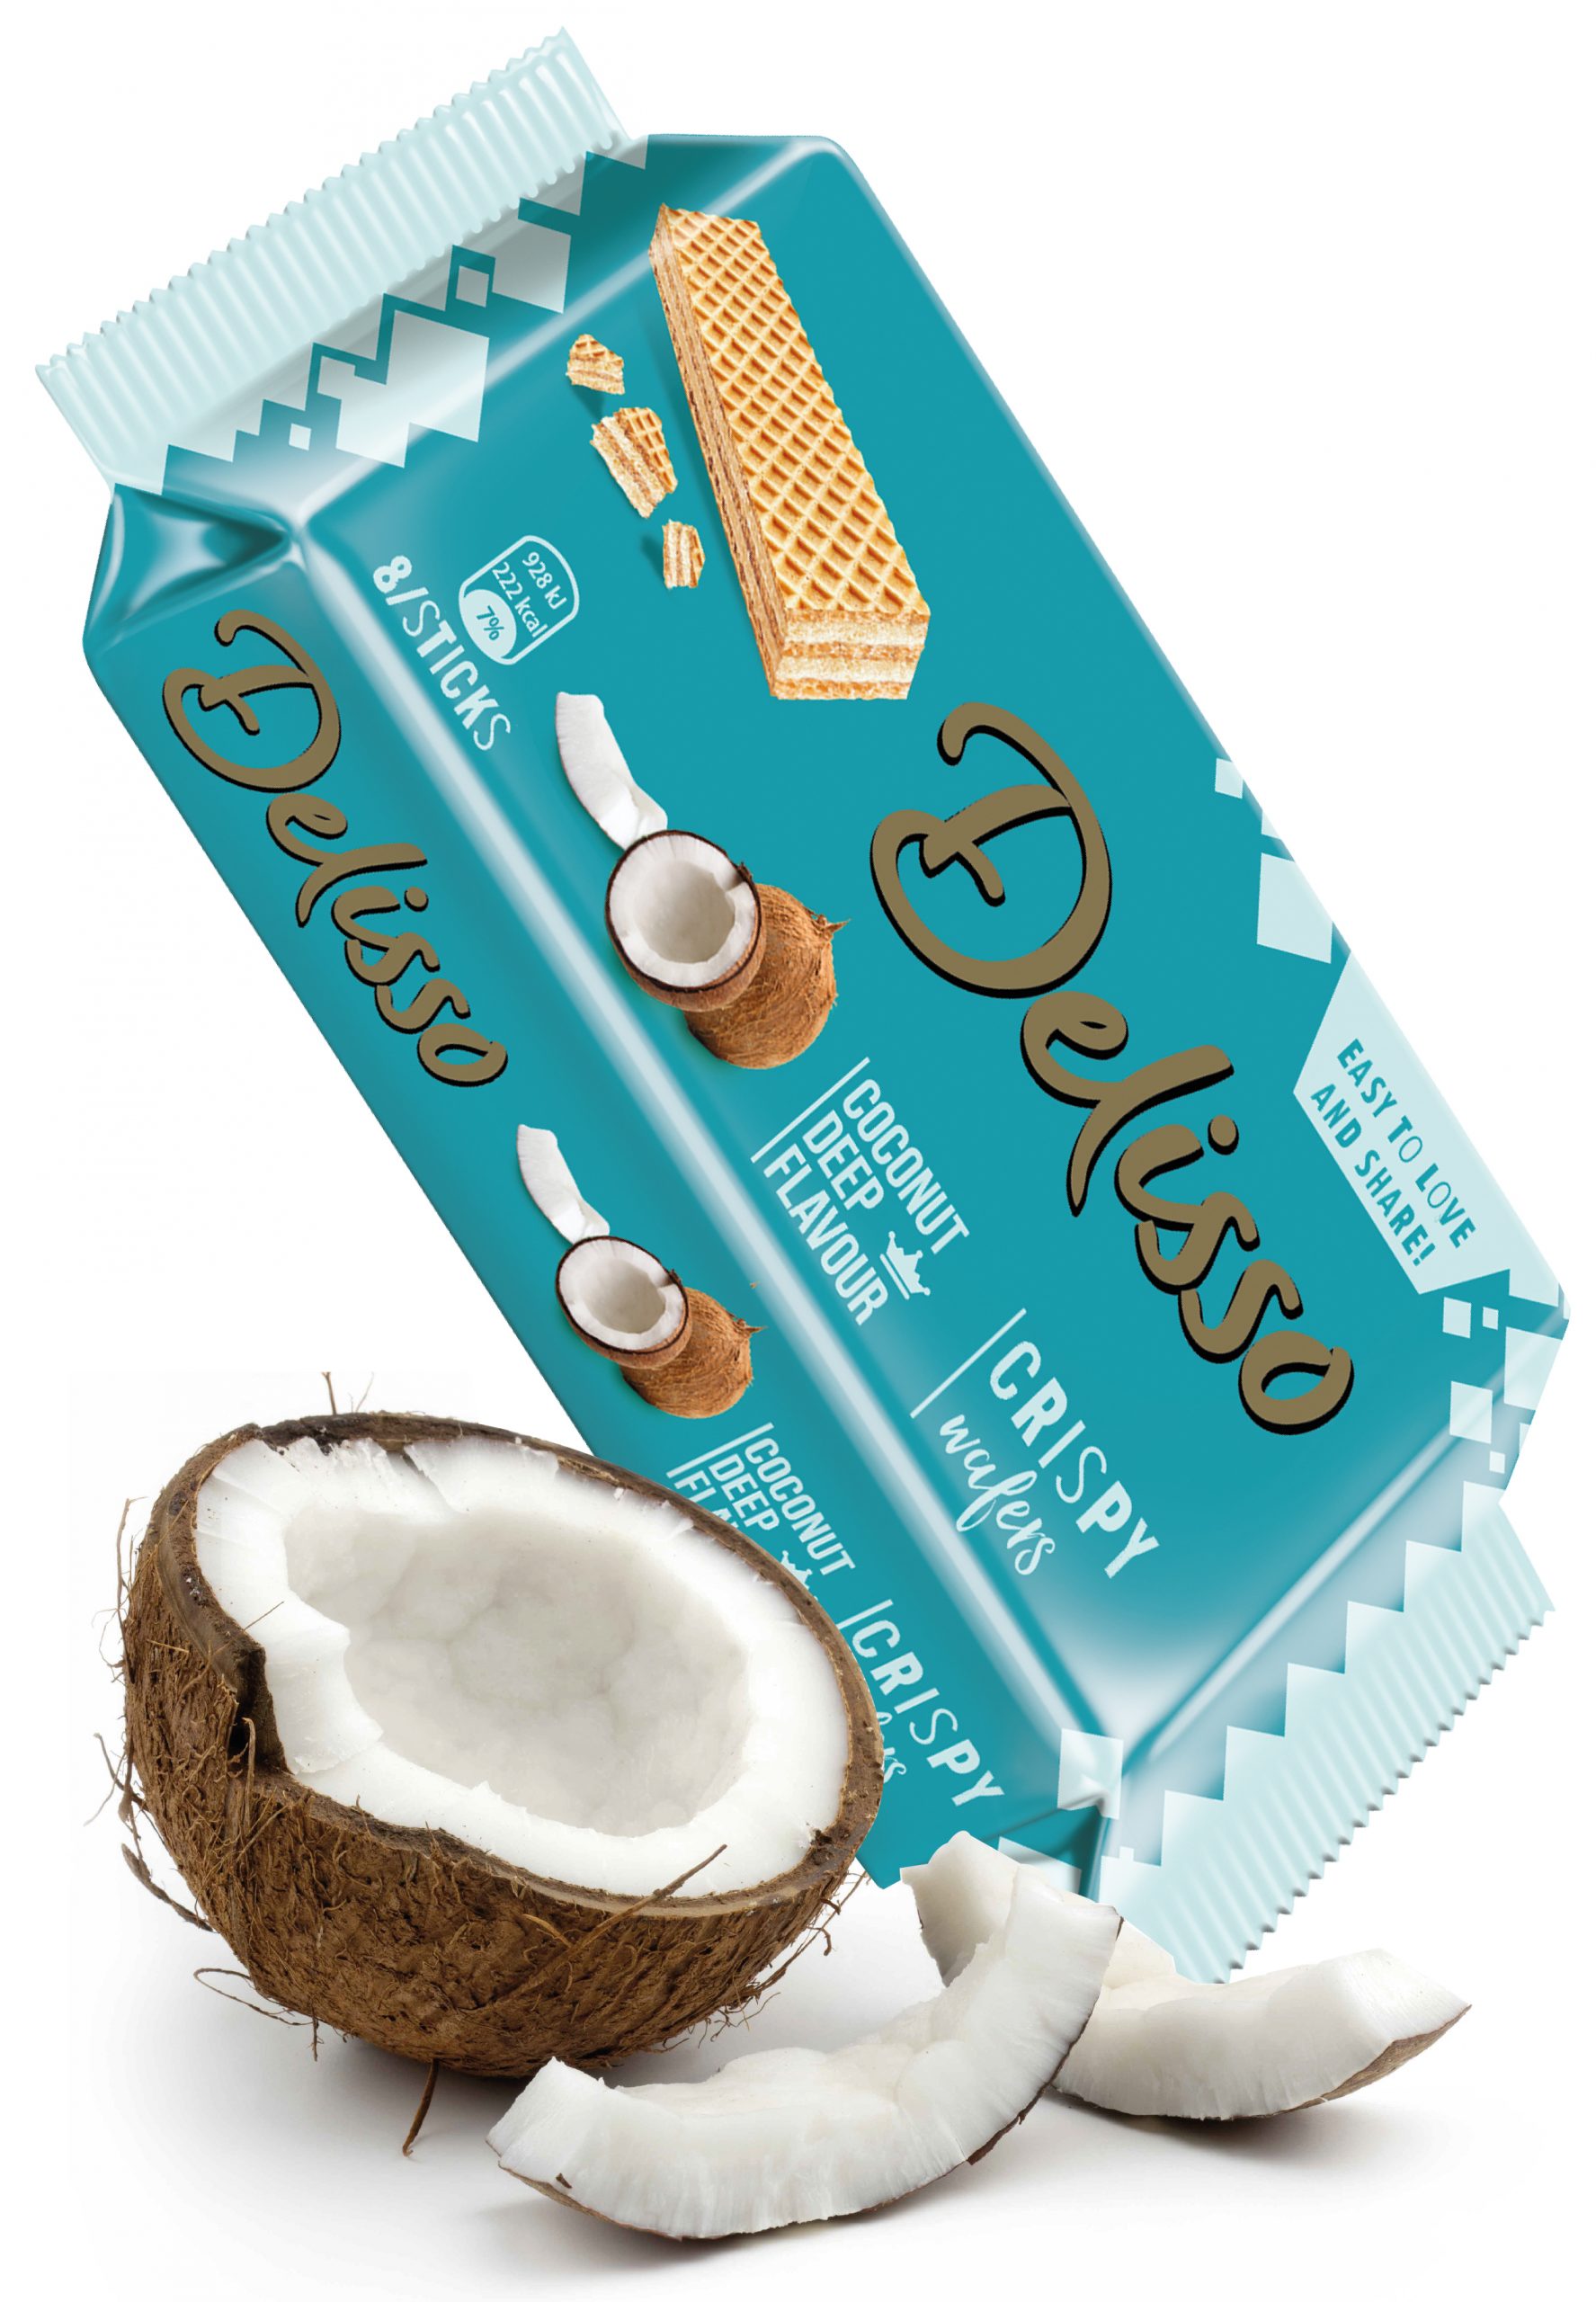 Delisso
8/STICKS
928 kJ
222 kcal
7%
COCONUT
DEEP
FLAVOUR
CRISPY
wafers
EASY TO LOVE
AND SHARE!
Delisso
COCONUT
DEEP
CRISPY